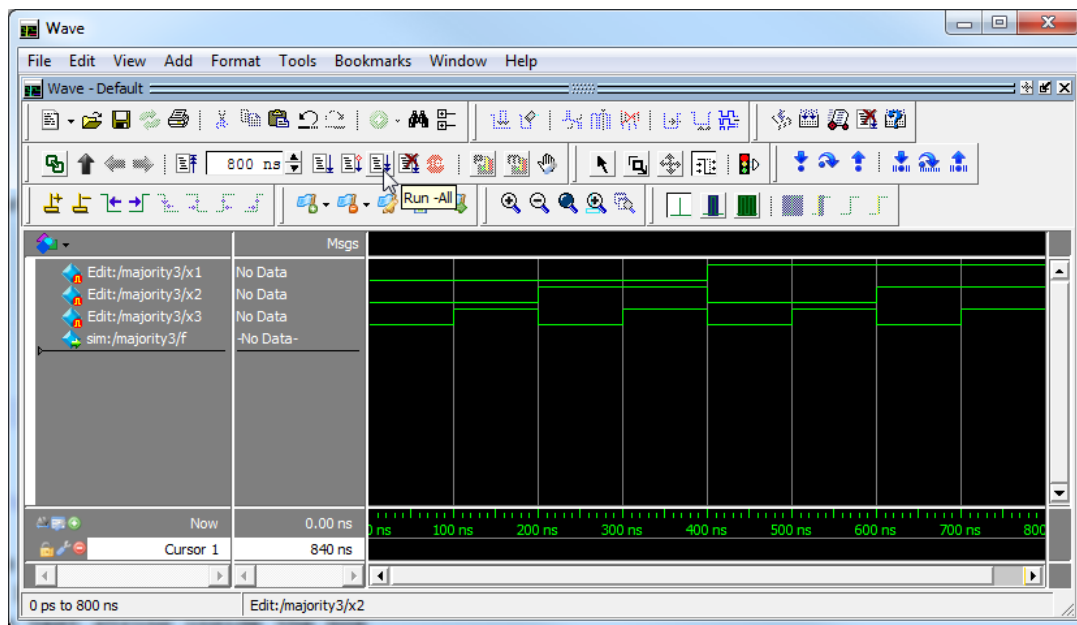 Wave
File Edit View Add Format Tools Bookmarks Window Help
Wave - Default
800 ns
Run -All
Msgs
Edit:/majority3/x1 No Data
Edit:/majority3/x2 No Data
Edit:/majority3/x3 No Data
sim:/majority3/f -No Data-
Now 0.00 ns
0 ns 100 ns 200 ns 300 ns 400 ns 500 ns 600 ns 700 ns 800
Cursor 1 840 ns
0 ps to 800 ns Edit:/majority3/x2